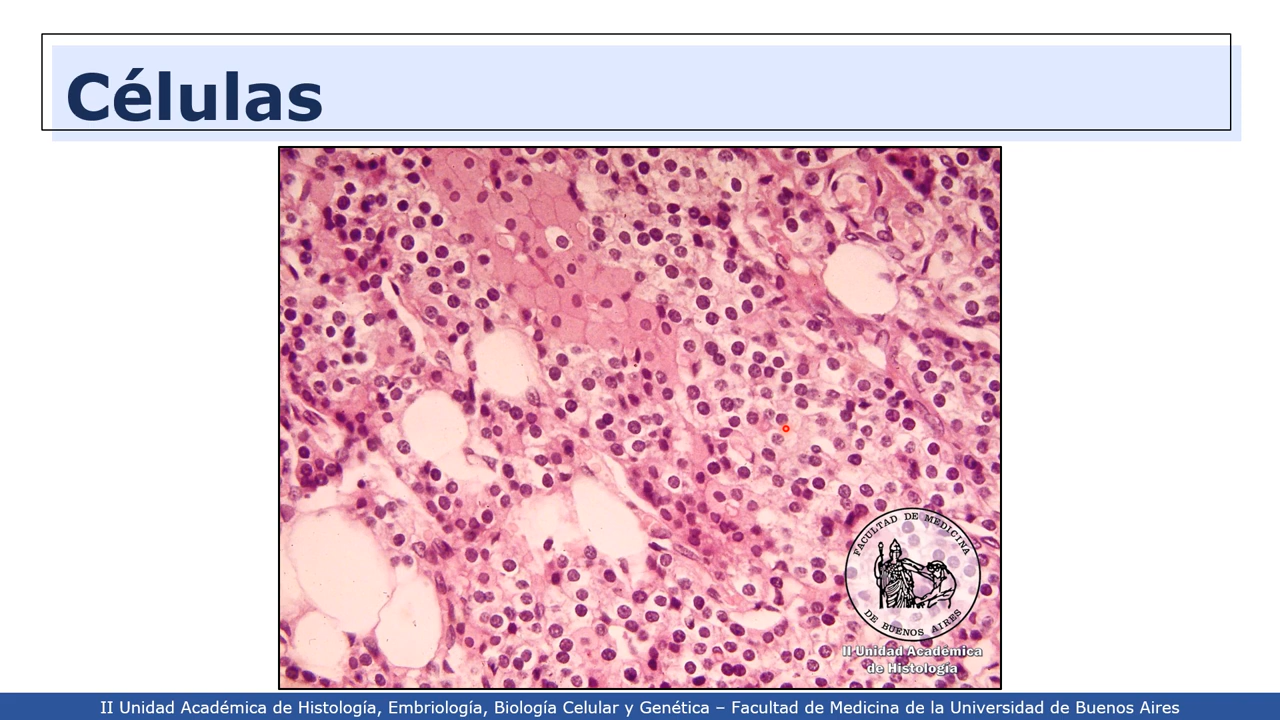 Células
FACULTAD DE MEDICINA
DE BUENOS AIRES
II Unidad Académica
de Histología
II Unidad Académica de Histología, Embriología, Biología Celular y Genética – Facultad de Medicina de la Universidad de Buenos Aires